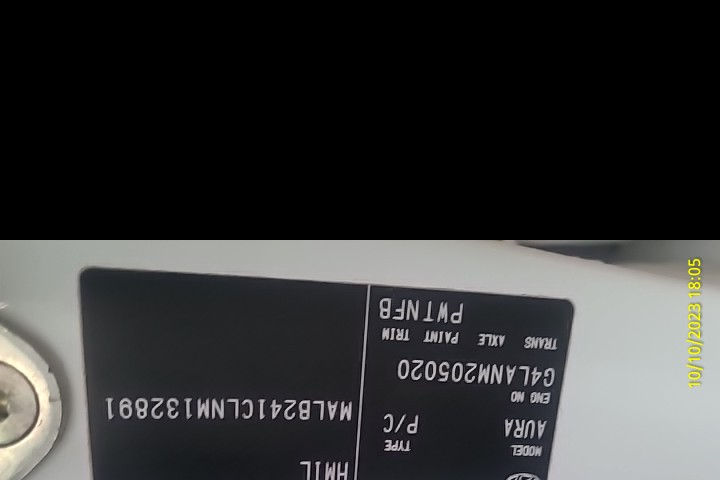 HMIL
MALB241CLNM132891
MODEL TYPE
AURA P/C
ENG NO
G4LANM205020
TRANS AXLE PAINT TRIM
PWTNFB
10/10/2023 18:05